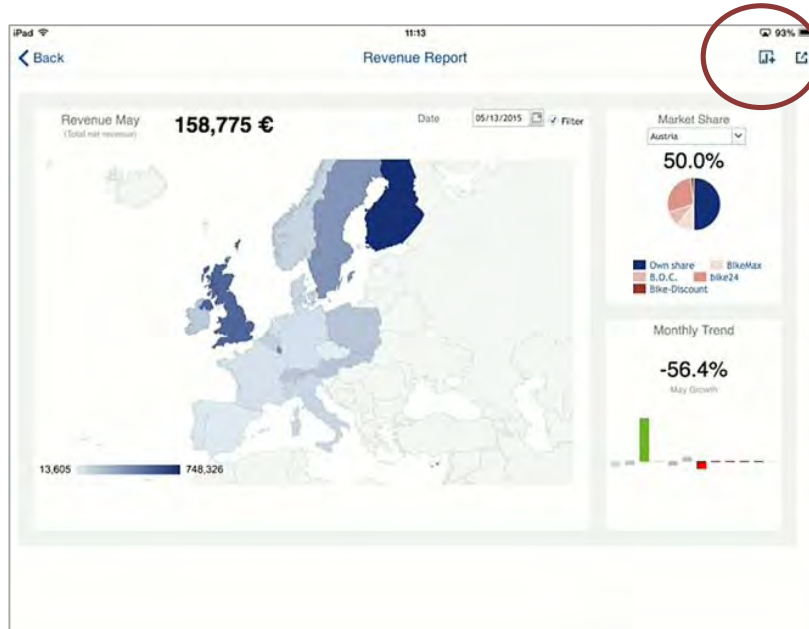 iPad 11:13 93%
Back Revenue Report
Revenue May 158,775 €
(Total net revenue)
Date 05/13/2015 Filter
13,605 748,326
Market Share
Austria
50.0%
Own share BikeMax
B.O.C. bike24
Bike-Discount
Monthly Trend
-56.4%
May Growth